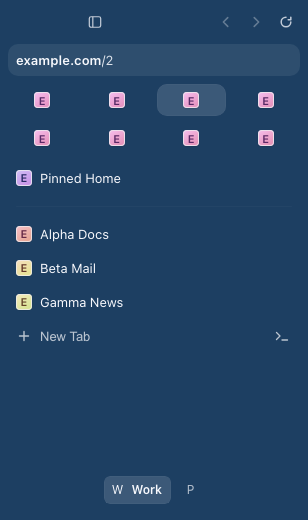 example.com/2
E E E E
E E E E
E Pinned Home
E Alpha Docs
E Beta Mail
E Gamma News
New Tab
W Work P